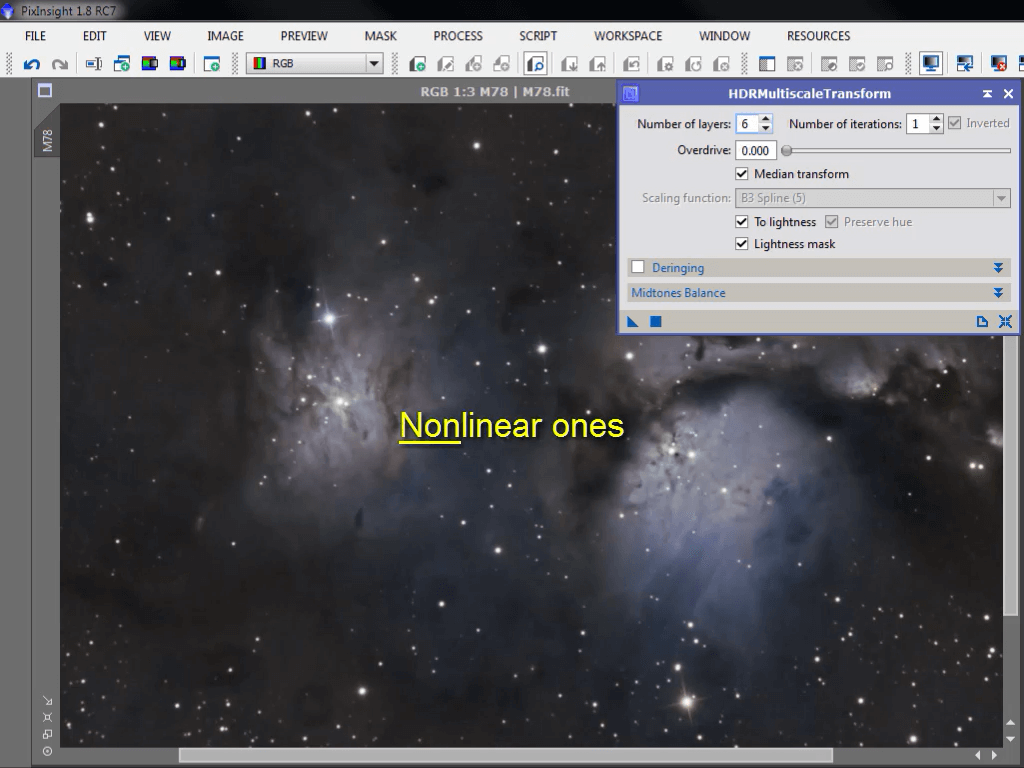 PixInsight 1.8 RC7
FILE EDIT VIEW IMAGE PREVIEW MASK PROCESS SCRIPT WORKSPACE WINDOW RESOURCES
RGB
RGB 1:3 M78 | M78.fit
M78
HDRMultiscaleTransform
Number of layers: 6 Number of iterations: 1 Inverted
Overdrive: 0.000
Median transform
Scaling function: B3 Spline (5)
To lightness Preserve hue
Lightness mask
Deringing
Midtones Balance
Nonlinear ones